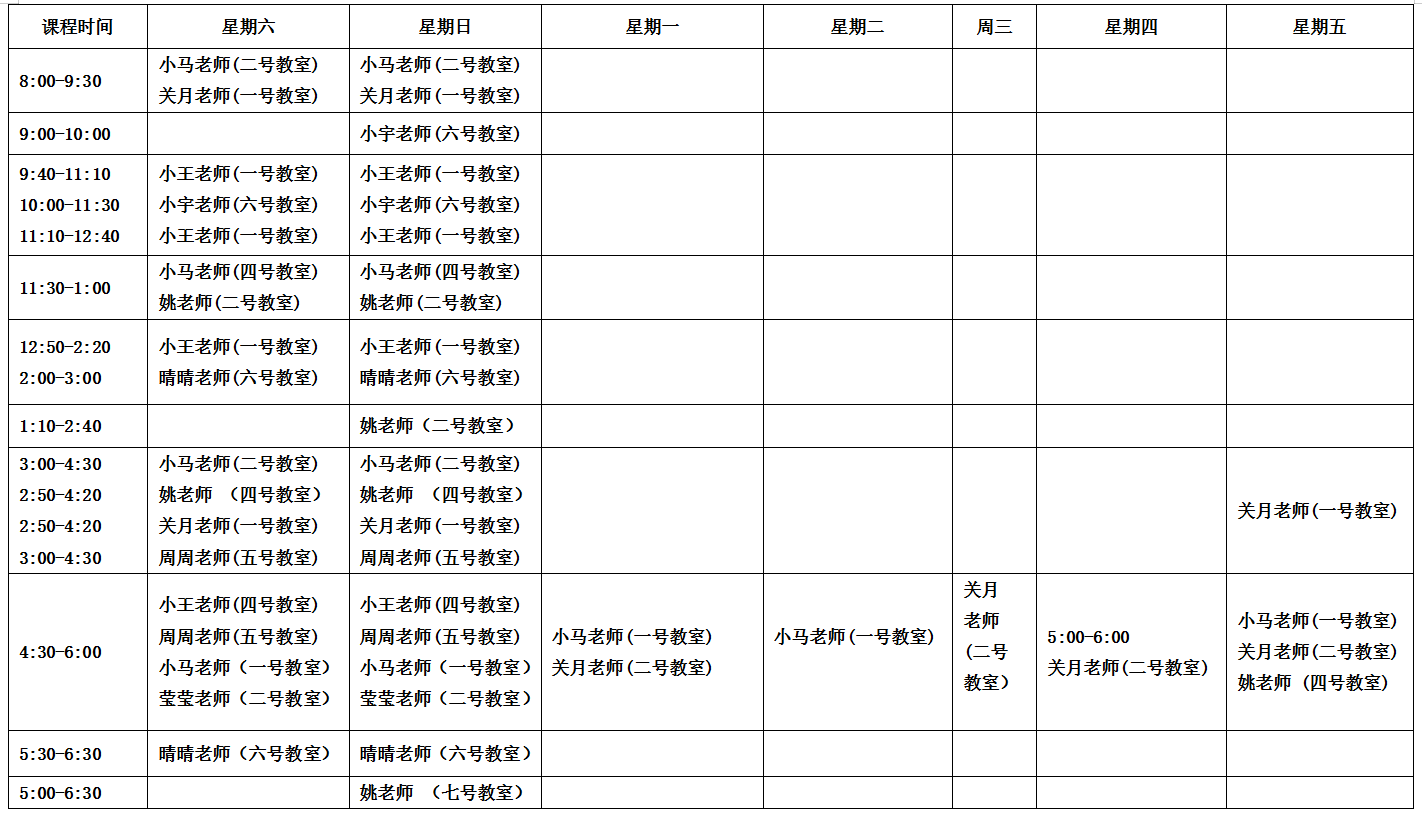 课程时间 星期六 星期日 星期一 星期二 周三 星期四 星期五
8:00-9:30
小马老师(二号教室)
关月老师(一号教室)
小马老师(二号教室)
关月老师(一号教室)
9:00-10:00
小宇老师(六号教室)
9:40-11:10
10:00-11:30
11:10-12:40
小王老师(一号教室)
小宇老师(六号教室)
小王老师(一号教室)
小王老师(一号教室)
小宇老师(六号教室)
小王老师(一号教室)
11:30-1:00
小马老师(四号教室)
姚老师(二号教室)
小马老师(四号教室)
姚老师(二号教室)
12:50-2:20
2:00-3:00
小王老师(一号教室)
晴晴老师(六号教室)
小王老师(一号教室)
晴晴老师(六号教室)
1:10-2:40
姚老师（二号教室）
3:00-4:30
2:50-4:20
2:50-4:20
3:00-4:30
小马老师(二号教室)
姚老师 （四号教室）
关月老师(一号教室)
周周老师(五号教室)
小马老师(二号教室)
姚老师 （四号教室）
关月老师(一号教室)
周周老师(五号教室)
关月老师(一号教室)
4:30-6:00
小王老师(四号教室)
周周老师(五号教室)
小马老师（一号教室）
莹莹老师（二号教室）
小王老师(四号教室)
周周老师(五号教室)
小马老师（一号教室）
莹莹老师（二号教室）
小马老师(一号教室)
关月老师(二号教室)
小马老师(一号教室)
关月
老师
(二号
教室）
5:00-6:00
关月老师(二号教室)
小马老师(一号教室)
关月老师(二号教室)
姚老师 (四号教室)
5:30-6:30
晴晴老师（六号教室）
晴晴老师（六号教室）
5:00-6:30
姚老师 （七号教室）